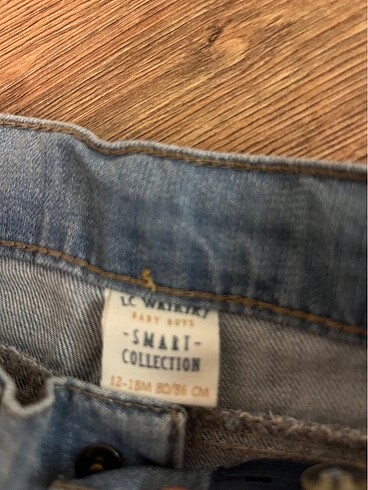 LC WAIKIKI
BABY BOYS
-SMART-
COLLECTION
12-18M 80/86 CM